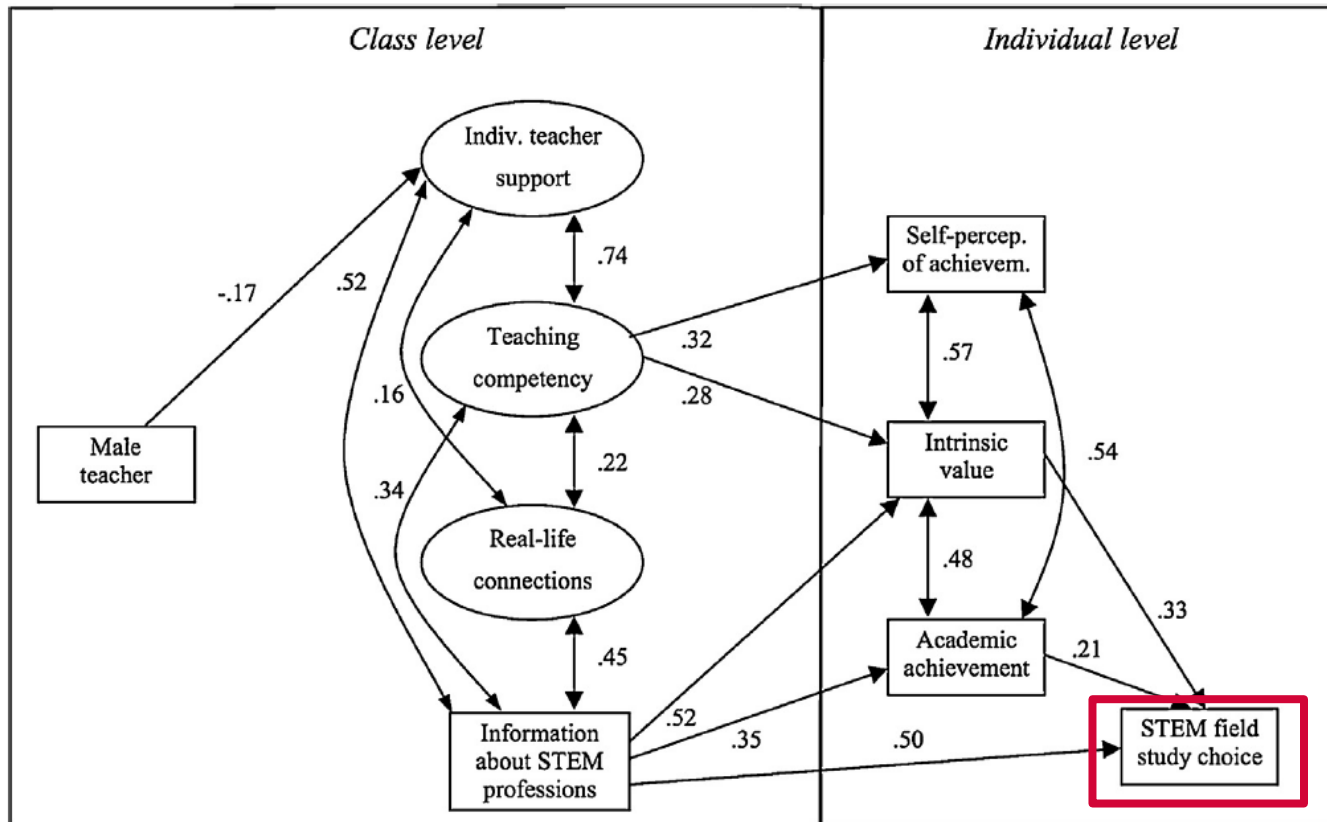 Class level
Individual level
Indiv. teacher
support
Self-percep.
of achievem.
.74
-.17
.52
Teaching
competency
.32
.57
.28
.16
Male
teacher
Intrinsic
value
.54
.22
.34
Real-life
connections
.48
.33
Academic
achievement
.21
.45
Information
about STEM
professions
.52
.35
.50
STEM field
study choice